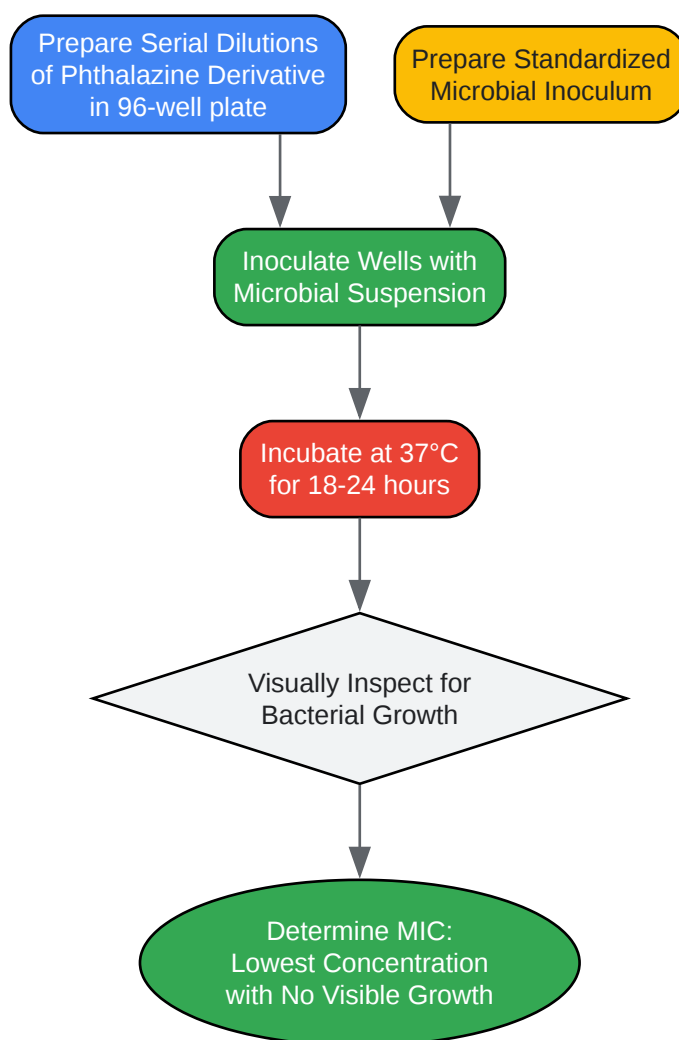 Prepare Serial Dilutions
of Phthalazine Derivative
in 96-well plate
Prepare Standardized
Microbial Inoculum
Inoculate Wells with
Microbial Suspension
Incubate at 37°C
for 18-24 hours
Visually Inspect for
Bacterial Growth
Determine MIC:
Lowest Concentration
with No Visible Growth